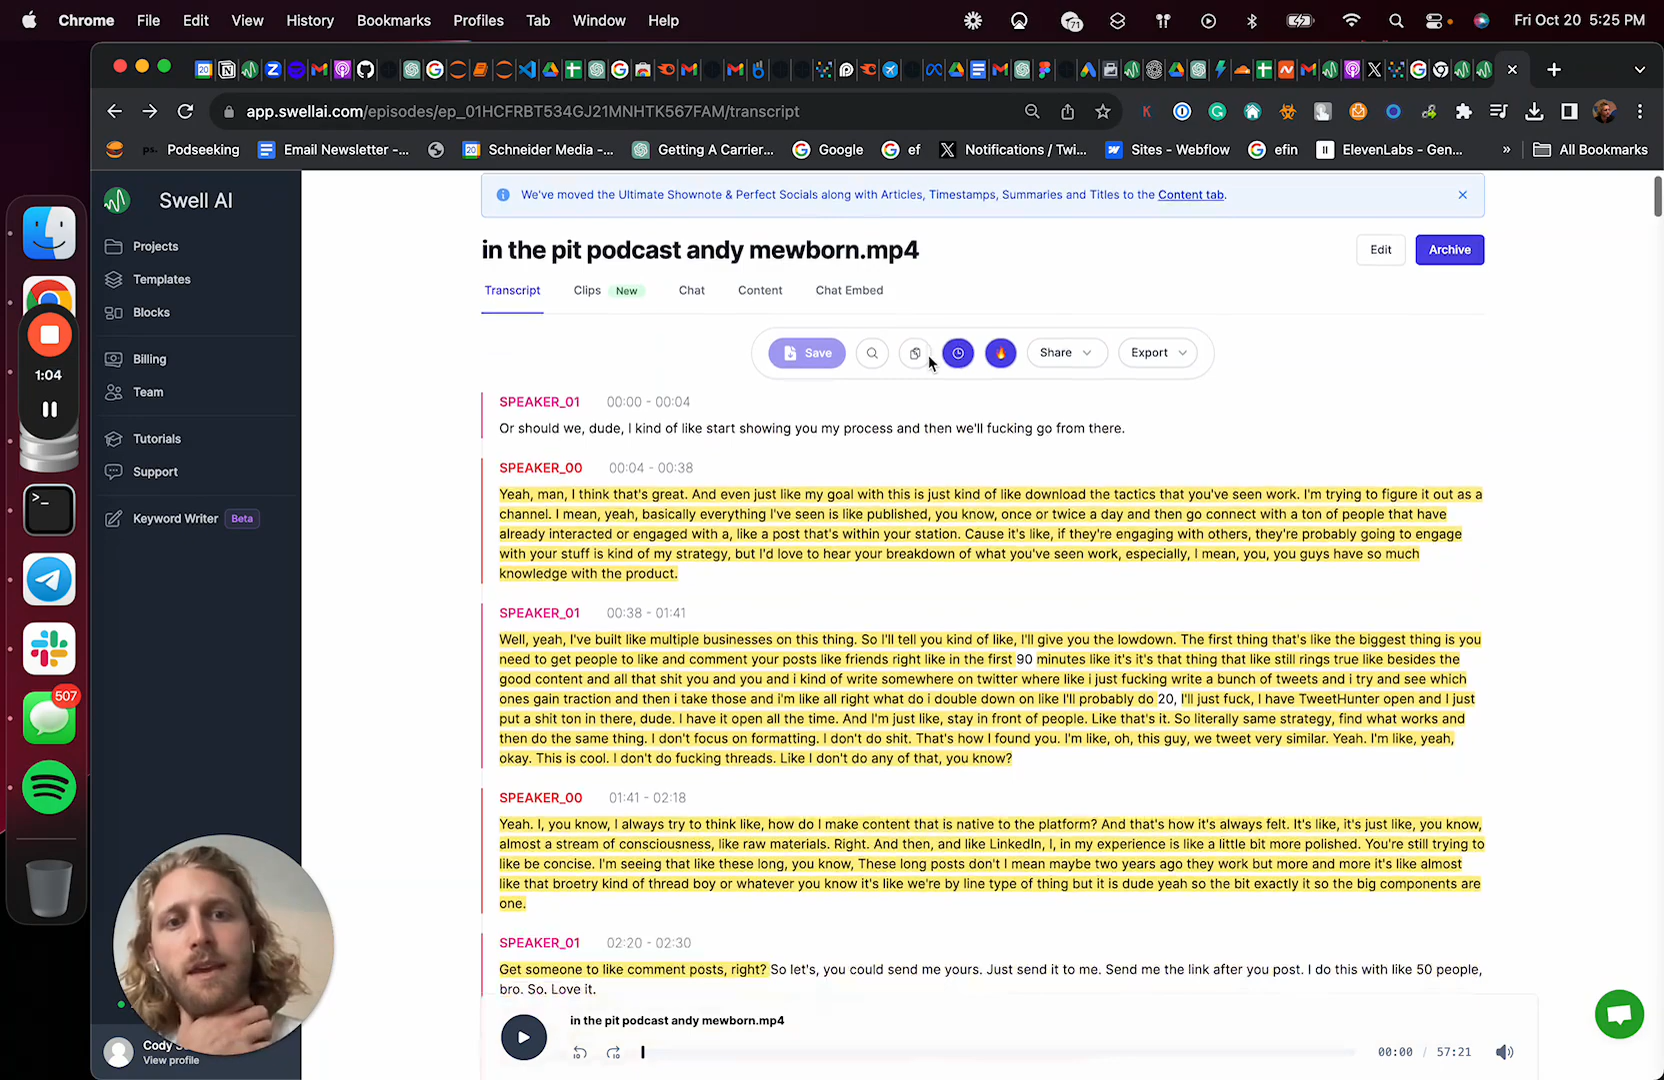 Chrome File Edit View History Bookmarks Profiles Tab Window Help
71
Fri Oct 20 5:25 PM
app.swellai.com/episodes/ep_01HCFRBT534GJ21MNHTK567FAM/transcript
ps. Podseeking Email Newsletter -... Schneider Media -... Getting A Carrier... Google ef Notifications / Twi... Sites - Webflow efin ElevenLabs - Gen... » All Bookmarks
Swell AI
Projects
Templates
Blocks
Billing
Team
Tutorials
Support
Keyword Writer Beta
Cody
View profile
1:04
507
We've moved the Ultimate Shownote & Perfect Socials along with Articles, Timestamps, Summaries and Titles to the Content tab.
in the pit podcast andy mewborn.mp4
Edit Archive
Transcript Clips New Chat Content Chat Embed
Save Share Export
SPEAKER_01 00:00 - 00:04
Or should we, dude, I kind of like start showing you my process and then we'll fucking go from there.
SPEAKER_00 00:04 - 00:38
Yeah, man, I think that's great. And even just like my goal with this is just kind of like download the tactics that you've seen work. I'm trying to figure it out as a
channel. I mean, yeah, basically everything I've seen is like published, you know, once or twice a day and then go connect with a ton of people that have
already interacted or engaged with a, like a post that's within your station. Cause it's like, if they're engaging with others, they're probably going to engage
with your stuff is kind of my strategy, but I'd love to hear your breakdown of what you've seen work, especially, I mean, you, you guys have so much
knowledge with the product.
SPEAKER_01 00:38 - 01:41
Well, yeah, I've built like multiple businesses on this thing. So I'll tell you kind of like, I'll give you the lowdown. The first thing that's like the biggest thing is you
need to get people to like and comment your posts like friends right like in the first 90 minutes like it's it's that thing that like still rings true like besides the
good content and all that shit you and you and i kind of write somewhere on twitter where like i just fucking write a bunch of tweets and i try and see which
ones gain traction and then i take those and i'm like all right what do i double down on like I'll probably do 20, I'll just fuck, I have TweetHunter open and I just
put a shit ton in there, dude. I have it open all the time. And I'm just like, stay in front of people. Like that's it. So literally same strategy, find what works and
then do the same thing. I don't focus on formatting. I don't do shit. That's how I found you. I'm like, oh, this guy, we tweet very similar. Yeah. I'm like, yeah,
okay. This is cool. I don't do fucking threads. Like I don't do any of that, you know?
SPEAKER_00 01:41 - 02:18
Yeah. I, you know, I always try to think like, how do I make content that is native to the platform? And that's how it's always felt. It's like, it's just like, you know,
almost a stream of consciousness, like raw materials. Right. And then, and like LinkedIn, I, in my experience is like a little bit more polished. You're still trying to
like be concise. I'm seeing that like these long, you know, These long posts don't I mean maybe two years ago they work but more and more it's like almost
like that broetry kind of thread boy or whatever you know it's like we're by line type of thing but it is dude yeah so the bit exactly it so the big components are
one.
SPEAKER_01 02:20 - 02:30
Get someone to like comment posts, right? So let's, you could send me yours. Just send it to me. Send me the link after you post. I do this with like 50 people,
bro. So. Love it.
in the pit podcast andy mewborn.mp4
00:00 / 57:21